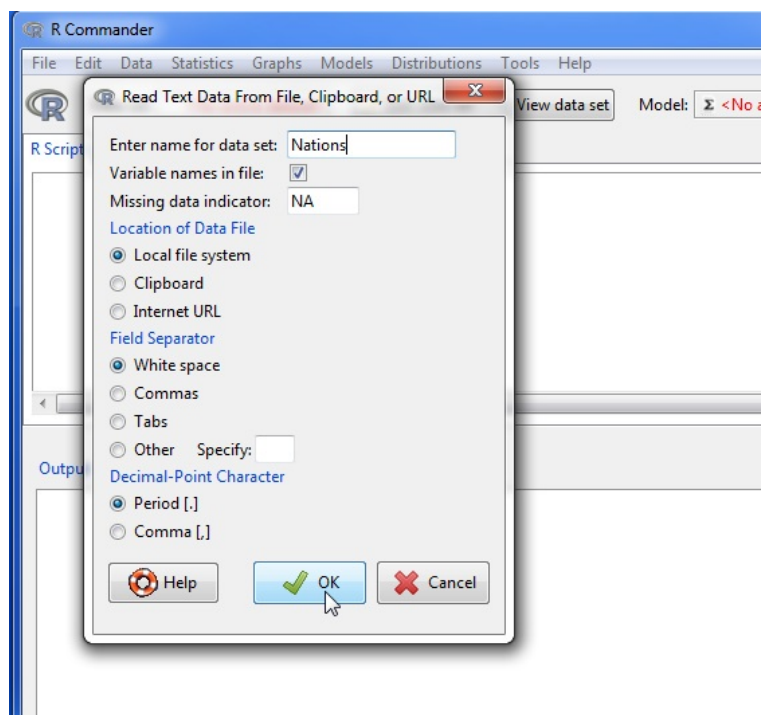 R Commander
File Edit Data Statistics Graphs Models Distributions Tools Help
View data set Model: Σ <No a
R Script
Read Text Data From File, Clipboard, or URL
Enter name for data set: Nations
Variable names in file:
Missing data indicator: NA
Location of Data File
Local file system
Clipboard
Internet URL
Field Separator
White space
Commas
Tabs
Other Specify:
Decimal-Point Character
Period [.]
Comma [,]
Help OK Cancel
Outpu